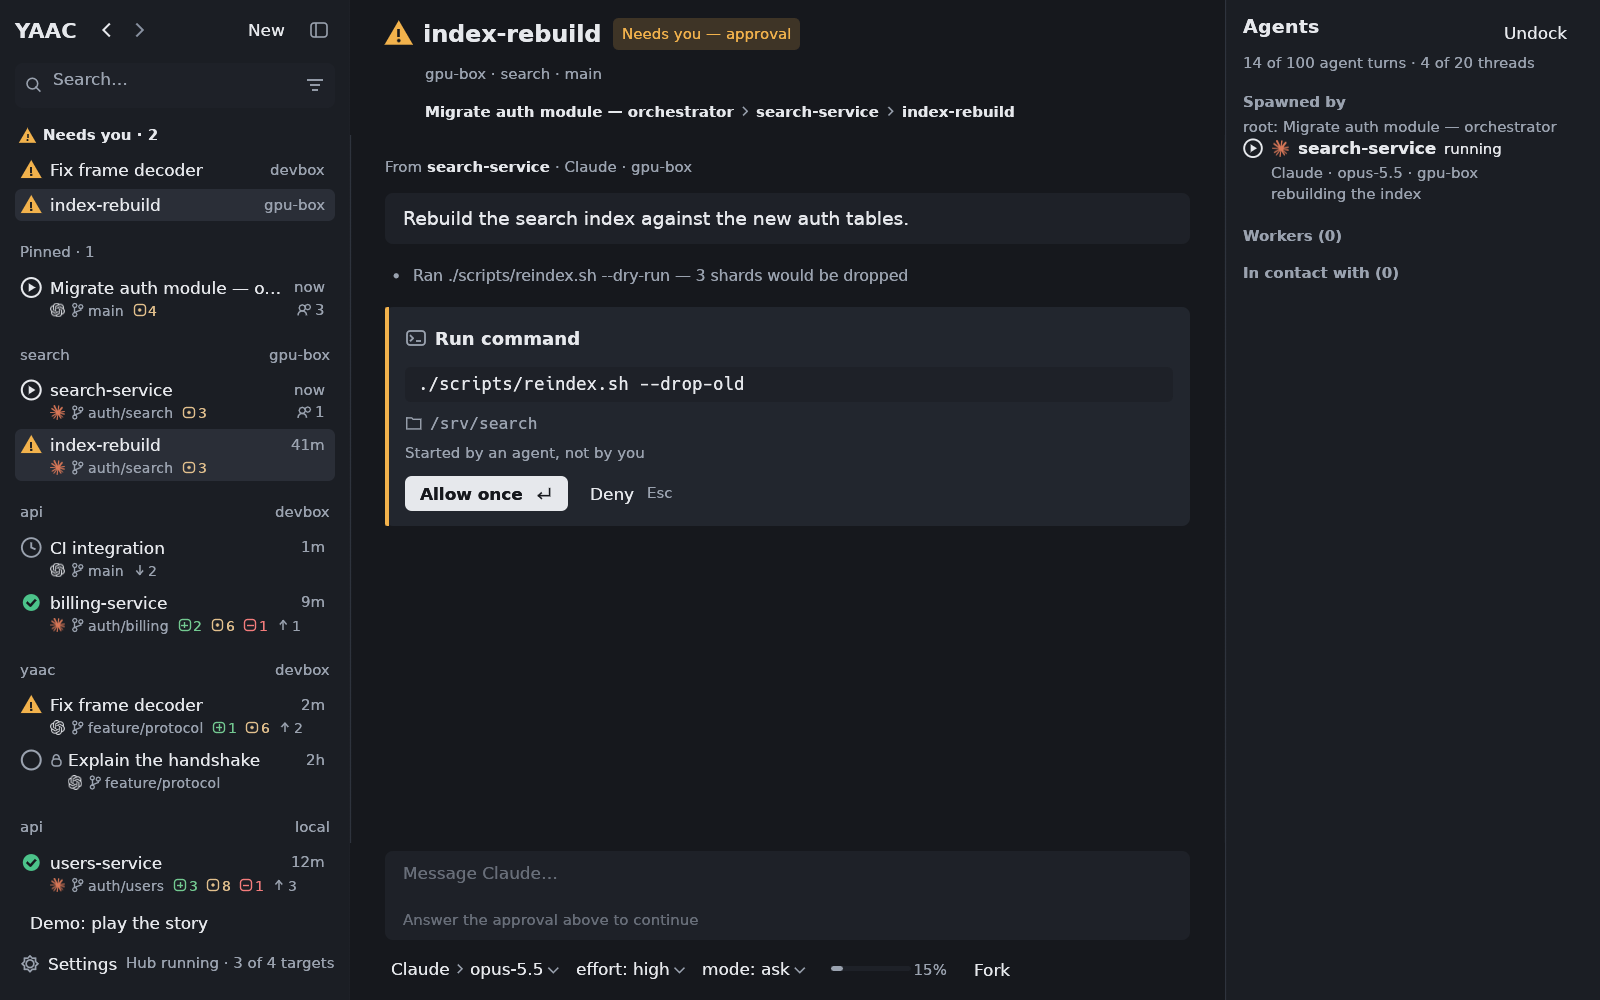 YAAC
New
Search...
Needs you · 2
Fix frame decoder devbox
index-rebuild gpu-box
Pinned · 1
Migrate auth module — o... now
main 4 3
search gpu-box
search-service now
auth/search 3 1
index-rebuild 41m
auth/search 3
api devbox
CI integration 1m
main ↓2
billing-service 9m
auth/billing 2 6 1 ↑1
yaac devbox
Fix frame decoder 2m
feature/protocol 1 6 ↑2
Explain the handshake 2h
feature/protocol
api local
users-service 12m
auth/users 3 8 1 ↑3
Demo: play the story
Settings Hub running · 3 of 4 targets
index-rebuild Needs you — approval
gpu-box · search · main
Migrate auth module — orchestrator > search-service > index-rebuild
From search-service · Claude · gpu-box
Rebuild the search index against the new auth tables.
• Ran ./scripts/reindex.sh --dry-run — 3 shards would be dropped
Run command
./scripts/reindex.sh --drop-old
/srv/search
Started by an agent, not by you
Allow once ↵ Deny Esc
Message Claude...
Answer the approval above to continue
Claude > opus-5.5 effort: high mode: ask 15% Fork
Agents
Undock
14 of 100 agent turns · 4 of 20 threads
Spawned by
root: Migrate auth module — orchestrator
search-service running
Claude · opus-5.5 · gpu-box
rebuilding the index
Workers (0)
In contact with (0)